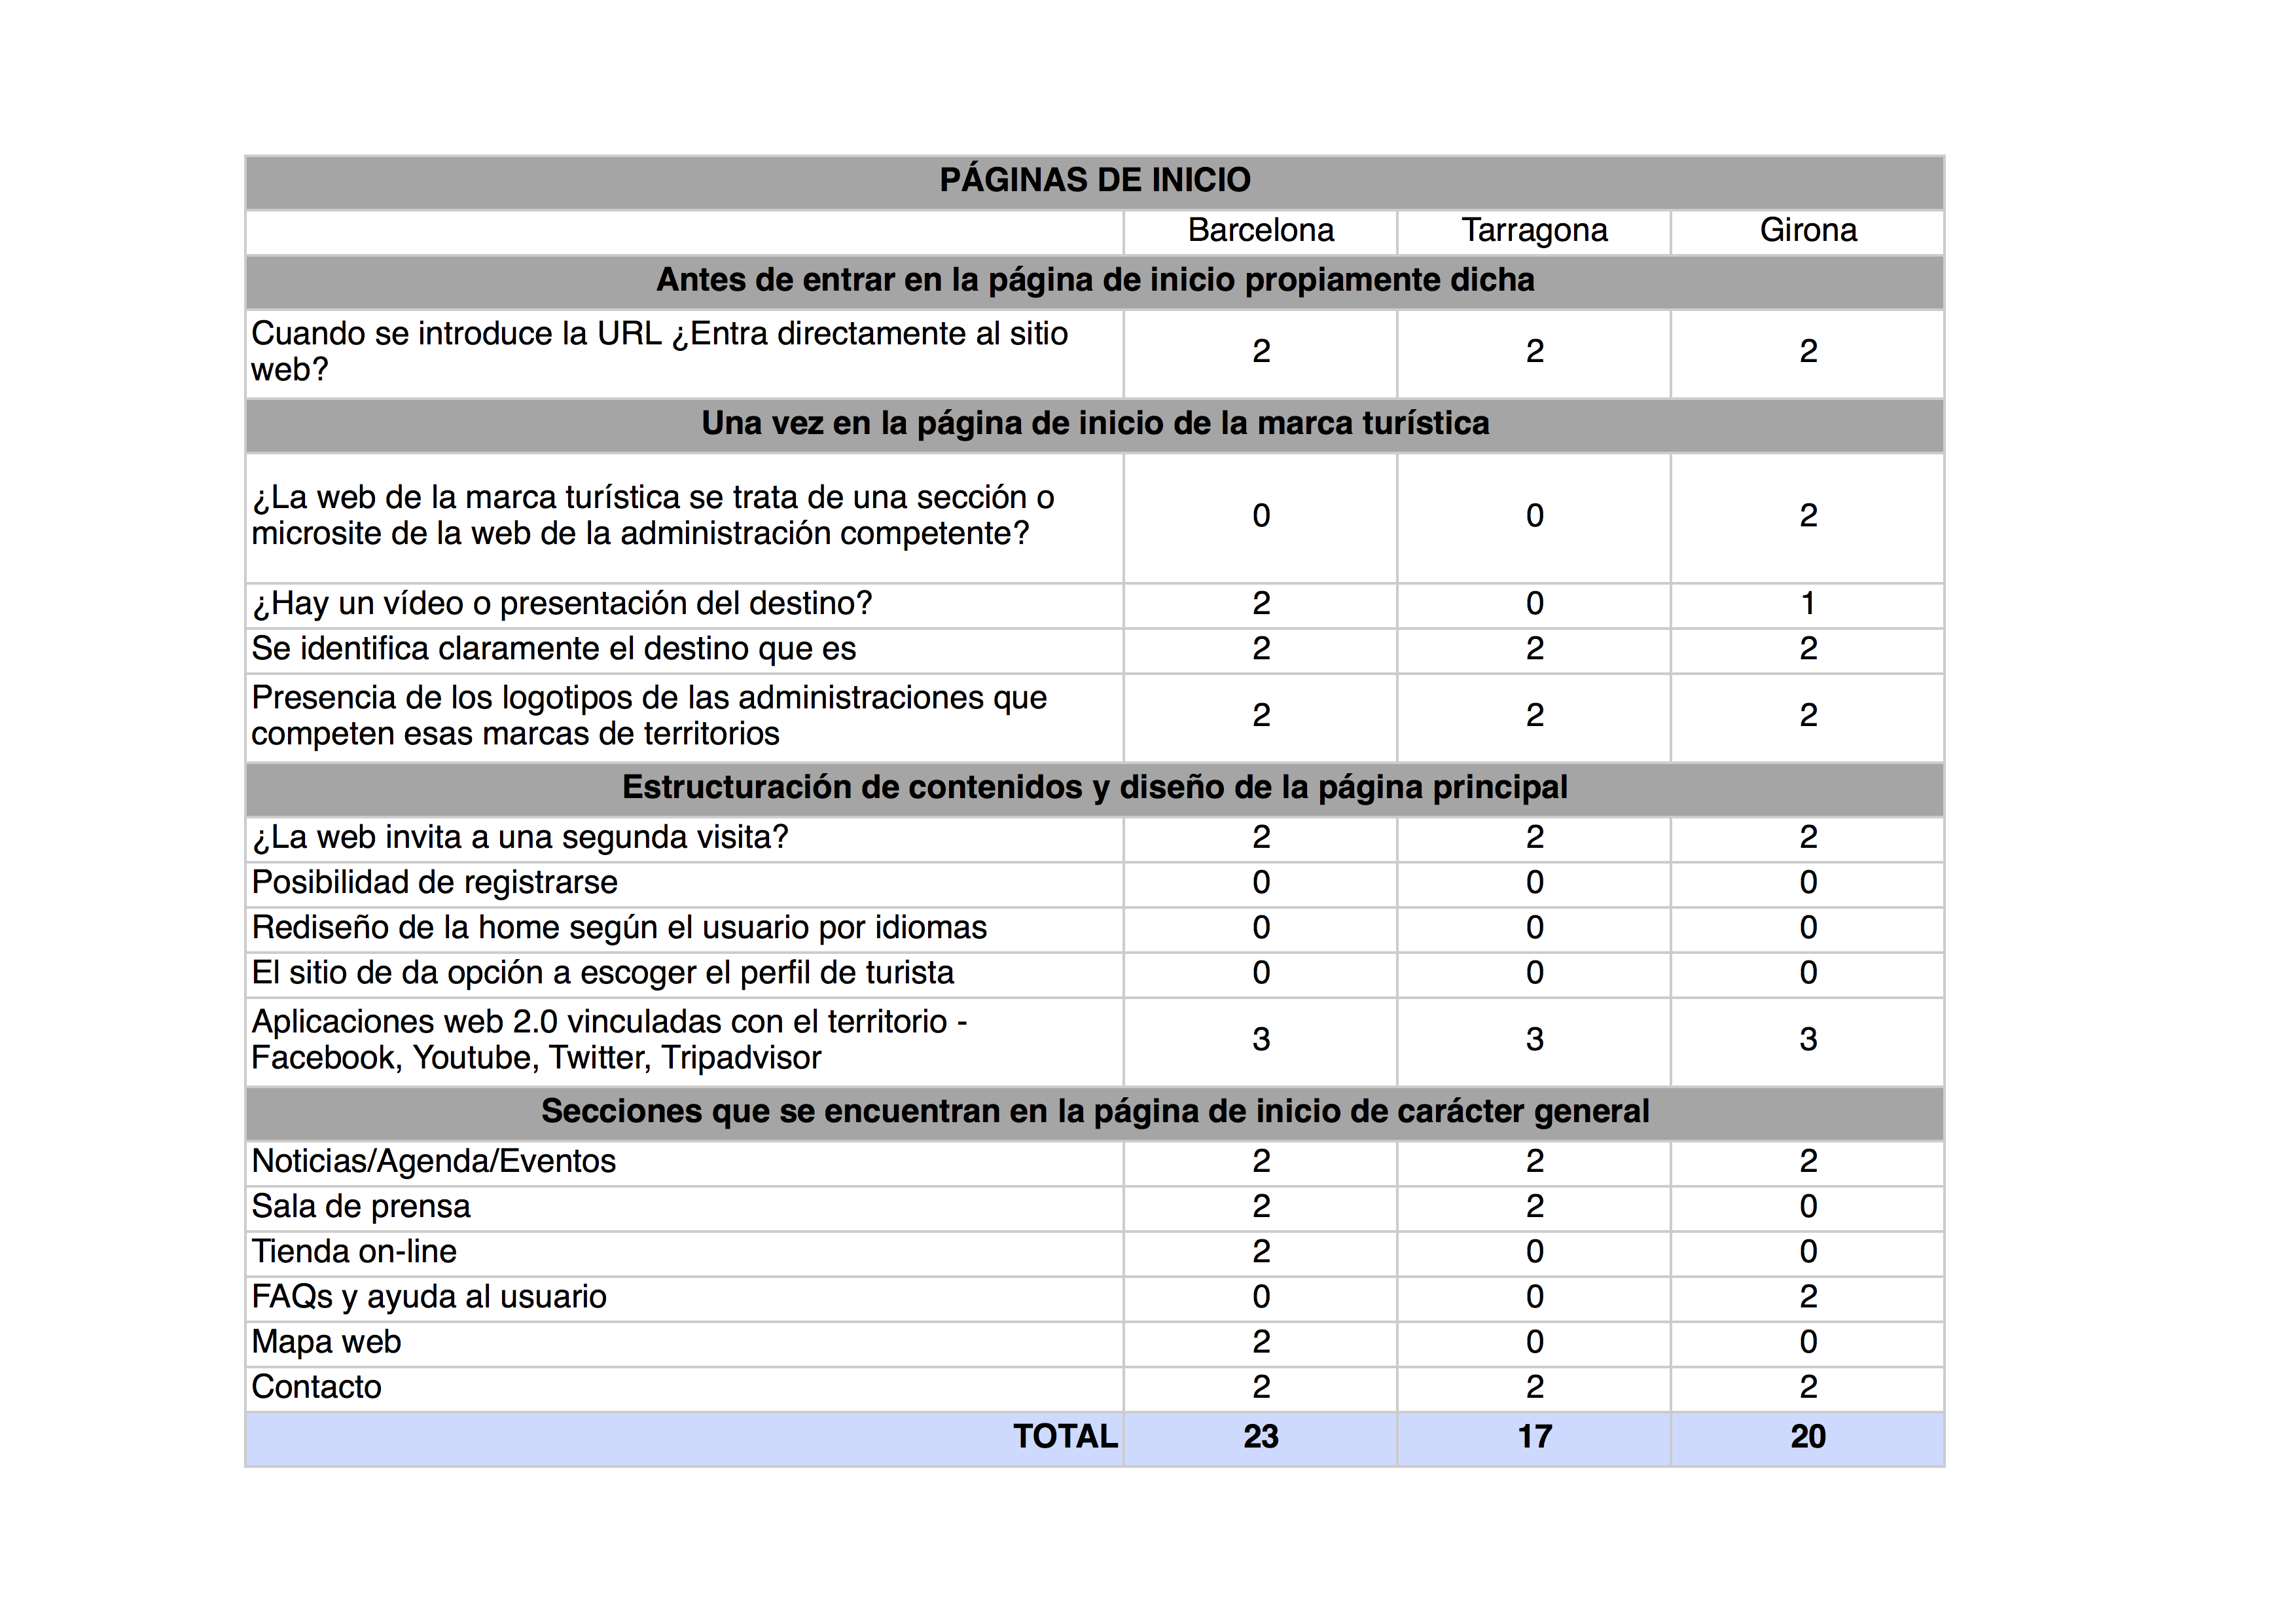 PÁGINAS DE INICIO
Barcelona Tarragona Girona
Antes de entrar en la página de inicio propiamente dicha
Cuando se introduce la URL ¿Entra directamente al sitio
web? 2 2 2
Una vez en la página de inicio de la marca turística
¿La web de la marca turística se trata de una sección o
microsite de la web de la administración competente? 0 0 2
¿Hay un vídeo o presentación del destino? 2 0 1
Se identifica claramente el destino que es 2 2 2
Presencia de los logotipos de las administraciones que
competen esas marcas de territorios 2 2 2
Estructuración de contenidos y diseño de la página principal
¿La web invita a una segunda visita? 2 2 2
Posibilidad de registrarse 0 0 0
Rediseño de la home según el usuario por idiomas 0 0 0
El sitio de da opción a escoger el perfil de turista 0 0 0
Aplicaciones web 2.0 vinculadas con el territorio -
Facebook, Youtube, Twitter, Tripadvisor 3 3 3
Secciones que se encuentran en la página de inicio de carácter general
Noticias/Agenda/Eventos 2 2 2
Sala de prensa 2 2 0
Tienda on-line 2 0 0
FAQs y ayuda al usuario 0 0 2
Mapa web 2 0 0
Contacto 2 2 2
TOTAL 23 17 20